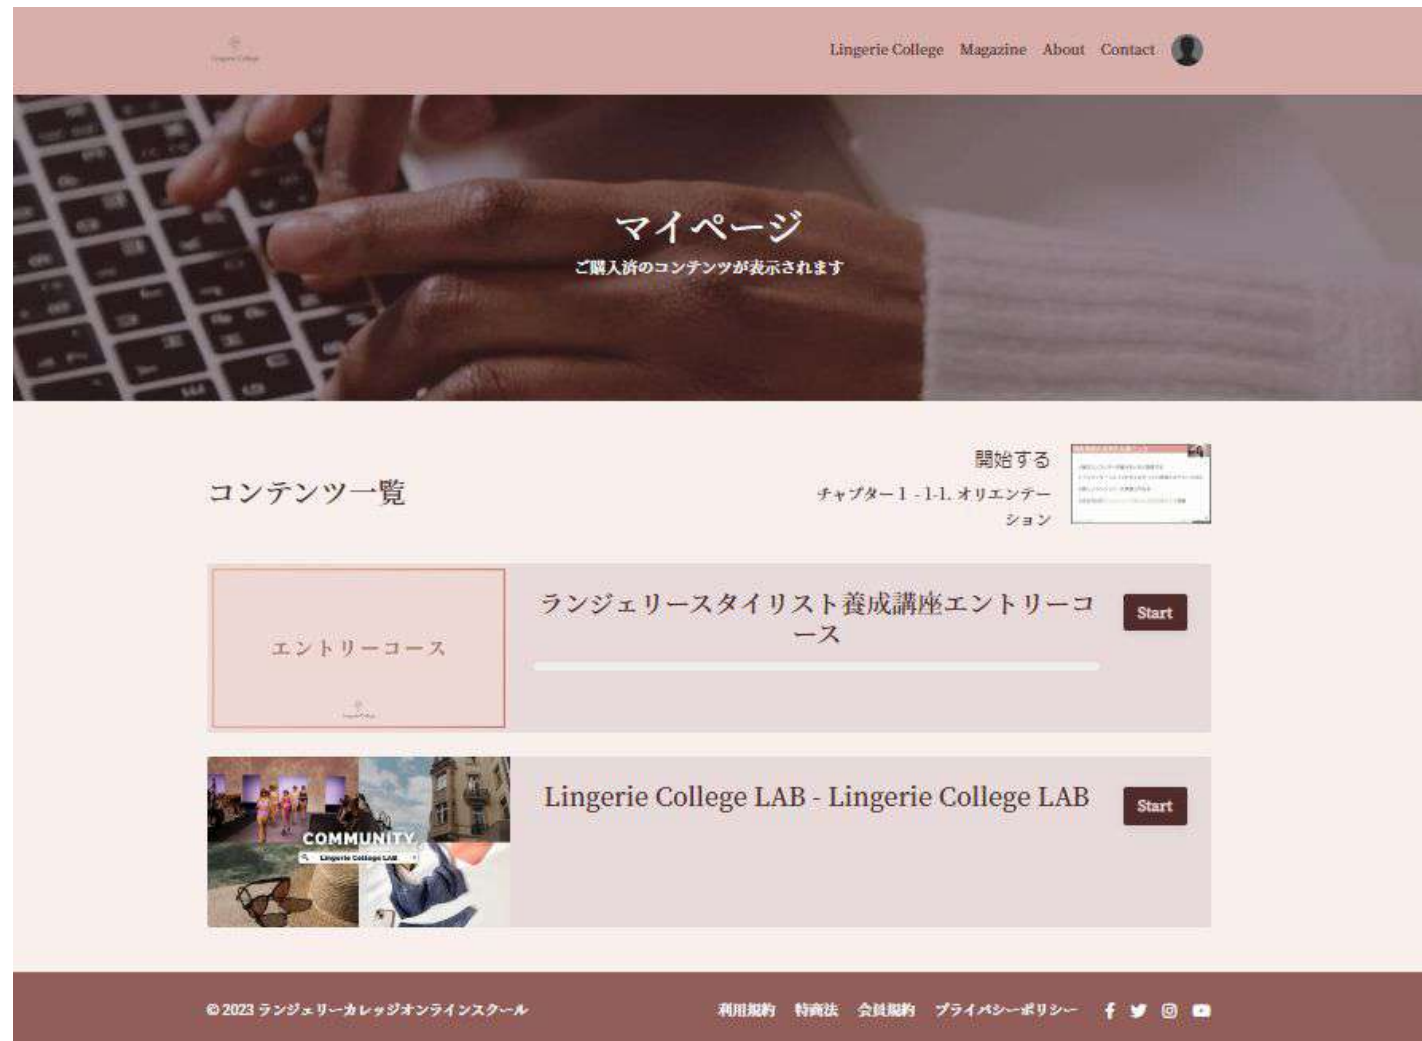 Lingerie College
Lingerie College Magazine About Contact
マイページ
ご購入済のコンテンツが表示されます
コンテンツ一覧
開始する
チャプター１ - 1-1. オリエンテー
ション
エントリーコース
ランジェリースタイリスト養成講座エントリーコ
ース
Start
COMMUNITY
Lingerie College LAB
Lingerie College LAB - Lingerie College LAB
Start
© 2023 ランジェリーカレッジオンラインスクール
利用規約 特商法 会員規約 プライバシーポリシー